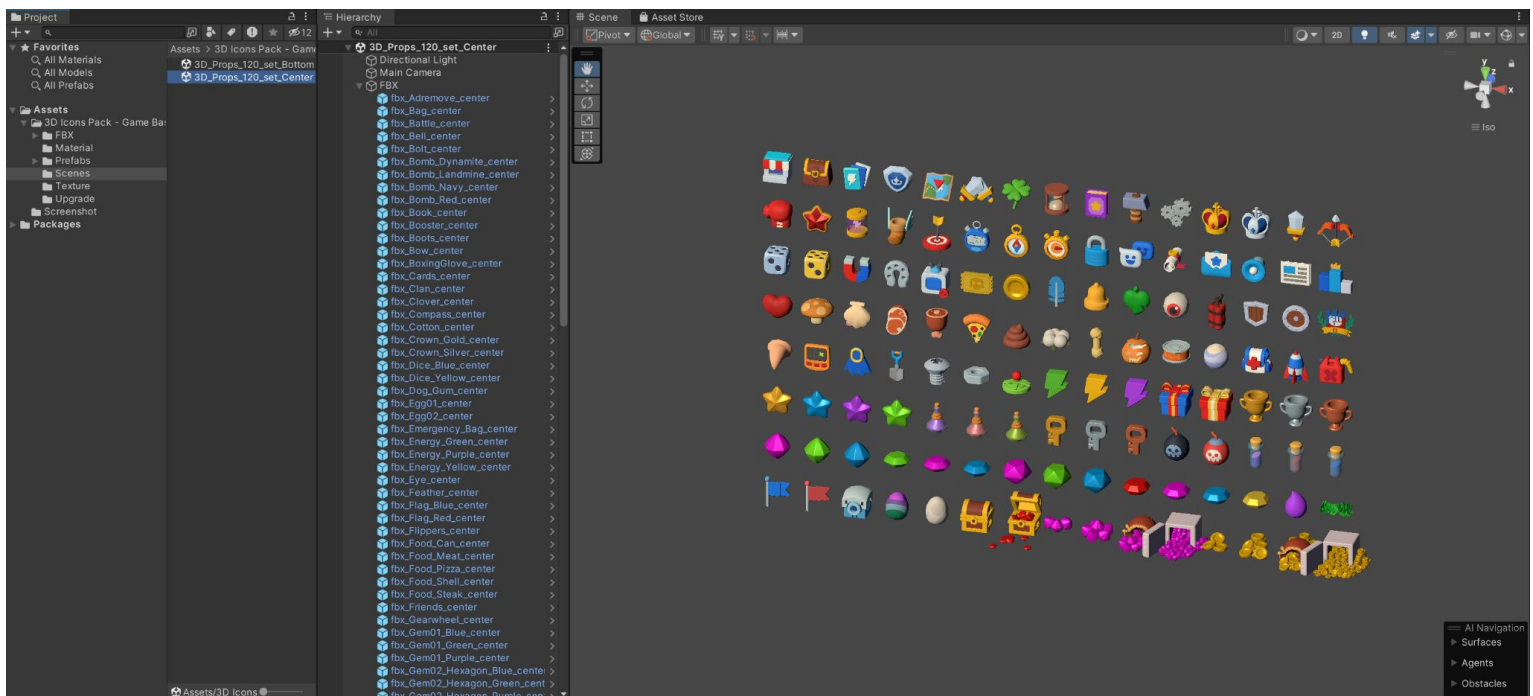 Project
12
Favorites
All Materials
All Models
All Prefabs
Assets
3D Icons Pack - Game Ba
FBX
Material
Prefabs
Scenes
Texture
Upgrade
Screenshot
Packages
Assets > 3D Icons Pack - Gam
3D_Props_120_set_Bottom
3D_Props_120_set_Center
Assets/3D Icons
Hierarchy
All
3D_Props_120_set_Center
Directional Light
Main Camera
FBX
fbx_Adremove_center
fbx_Bag_center
fbx_Battle_center
fbx_Bell_center
fbx_Bolt_center
fbx_Bomb_Dynamite_center
fbx_Bomb_Landmine_center
fbx_Bomb_Navy_center
fbx_Bomb_Red_center
fbx_Book_center
fbx_Booster_center
fbx_Boots_center
fbx_Bow_center
fbx_BoxingGlove_center
fbx_Cards_center
fbx_Clan_center
fbx_Clover_center
fbx_Compass_center
fbx_Cotton_center
fbx_Crown_Gold_center
fbx_Crown_Silver_center
fbx_Dice_Blue_center
fbx_Dice_Yellow_center
fbx_Dog_Gum_center
fbx_Egg01_center
fbx_Egg02_center
fbx_Emergency_Bag_center
fbx_Energy_Green_center
fbx_Energy_Purple_center
fbx_Energy_Yellow_center
fbx_Eye_center
fbx_Feather_center
fbx_Flag_Blue_center
fbx_Flag_Red_center
fbx_Flippers_center
fbx_Food_Can_center
fbx_Food_Meat_center
fbx_Food_Pizza_center
fbx_Food_Shell_center
fbx_Food_Steak_center
fbx_Friends_center
fbx_Gearwheel_center
fbx_Gem01_Blue_center
fbx_Gem01_Green_center
fbx_Gem01_Purple_center
fbx_Gem02_Hexagon_Blue_center
fbx_Gem02_Hexagon_Green_cent
Scene
Asset Store
Pivot
Global
2D
y
z
x
Iso
AI Navigation
Surfaces
Agents
Obstacles